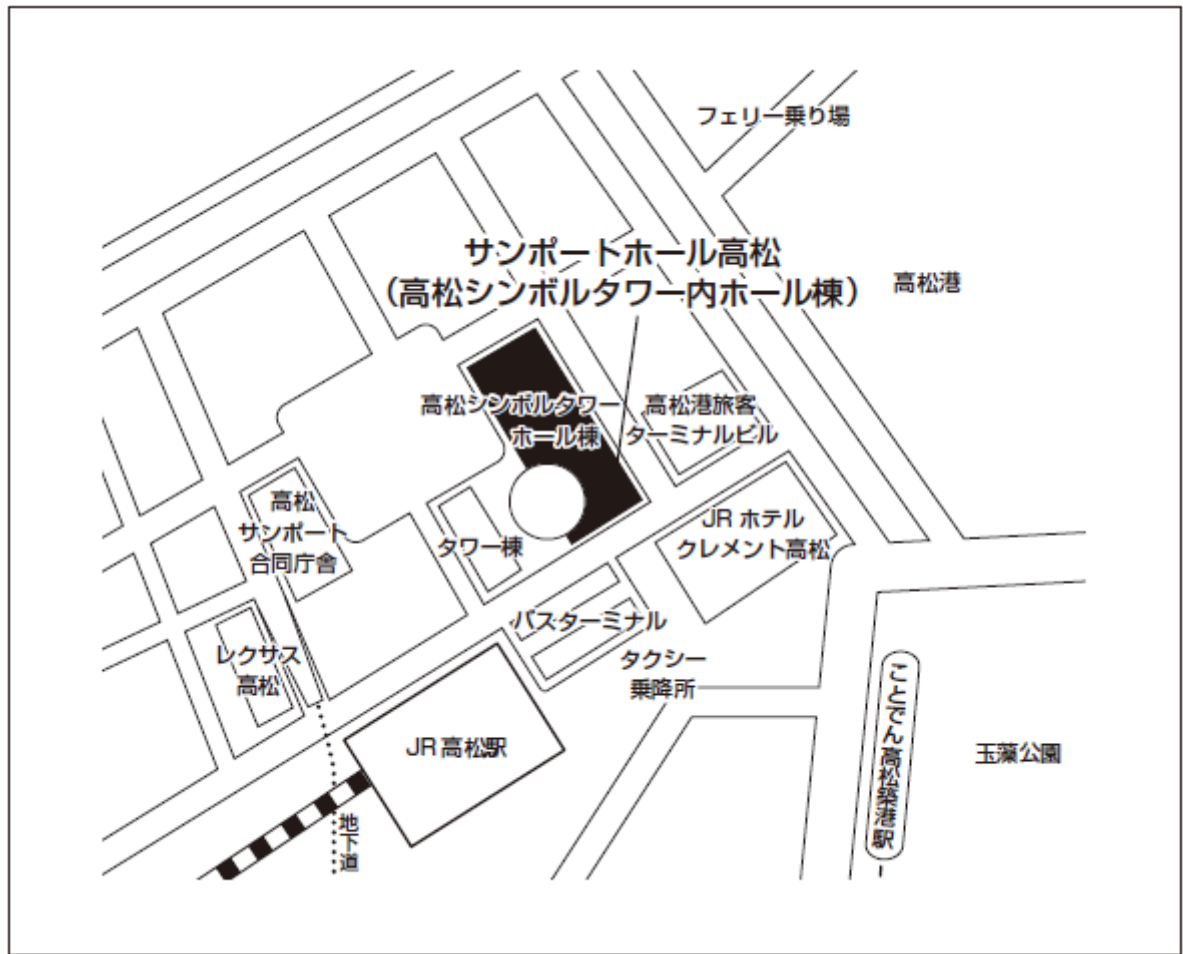 フェリー乗り場
サンポートホール高松
（高松シンボルタワー内ホール棟）
高松港
高松シンボルタワー
ホール棟
高松港旅客
ターミナルビル
高松
サンポート
合同庁舎
タワー棟
JR ホテル
クレメント高松
バスターミナル
レクサス
高松
タクシー
乗降所
JR 高松駅
ことでん高松築港駅
玉藻公園
地下道